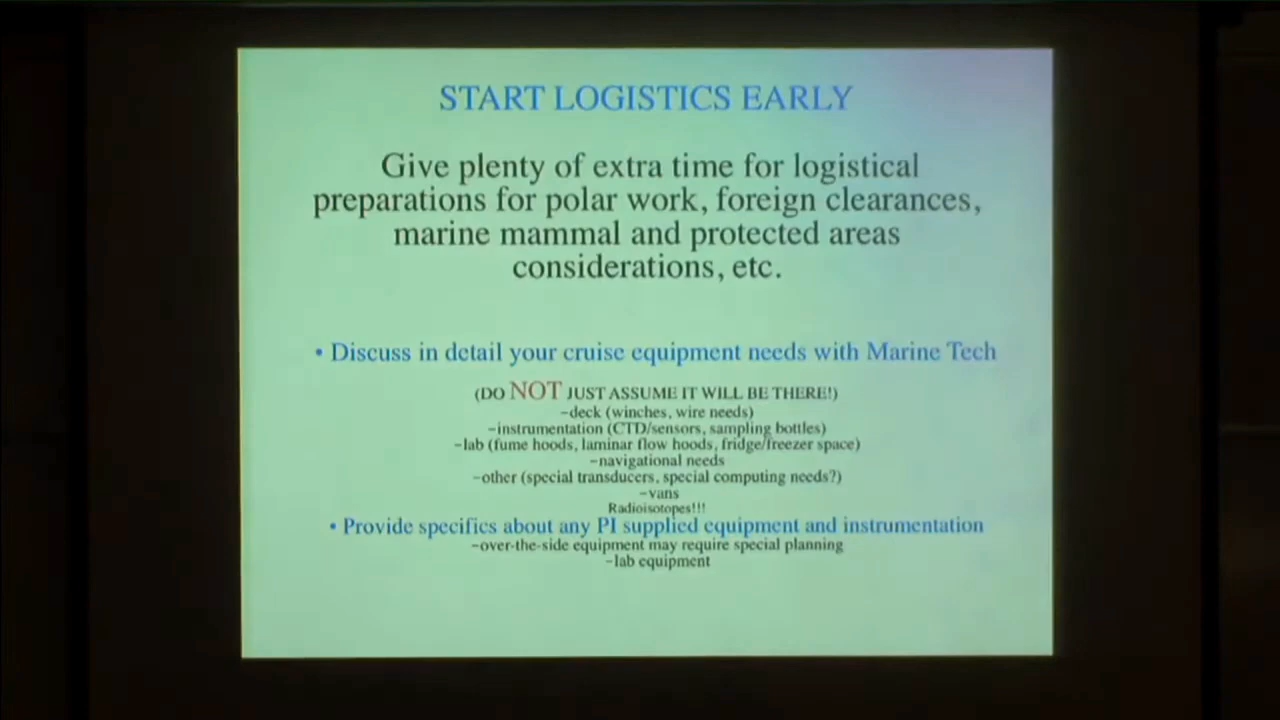 START LOGISTICS EARLY
Give plenty of extra time for logistical
preparations for polar work, foreign clearances,
marine mammal and protected areas
considerations, etc.
• Discuss in detail your cruise equipment needs with Marine Tech
(DO NOT JUST ASSUME IT WILL BE THERE!)
–deck (winches, wire needs)
–instrumentation (CTD/sensors, sampling bottles)
–lab (fume hoods, laminar flow hoods, fridge/freezer space)
–navigational needs
–other (special transducers, special computing needs?)
–vans
Radioisotopes!!!
• Provide specifics about any PI supplied equipment and instrumentation
–over-the-side equipment may require special planning
–lab equipment